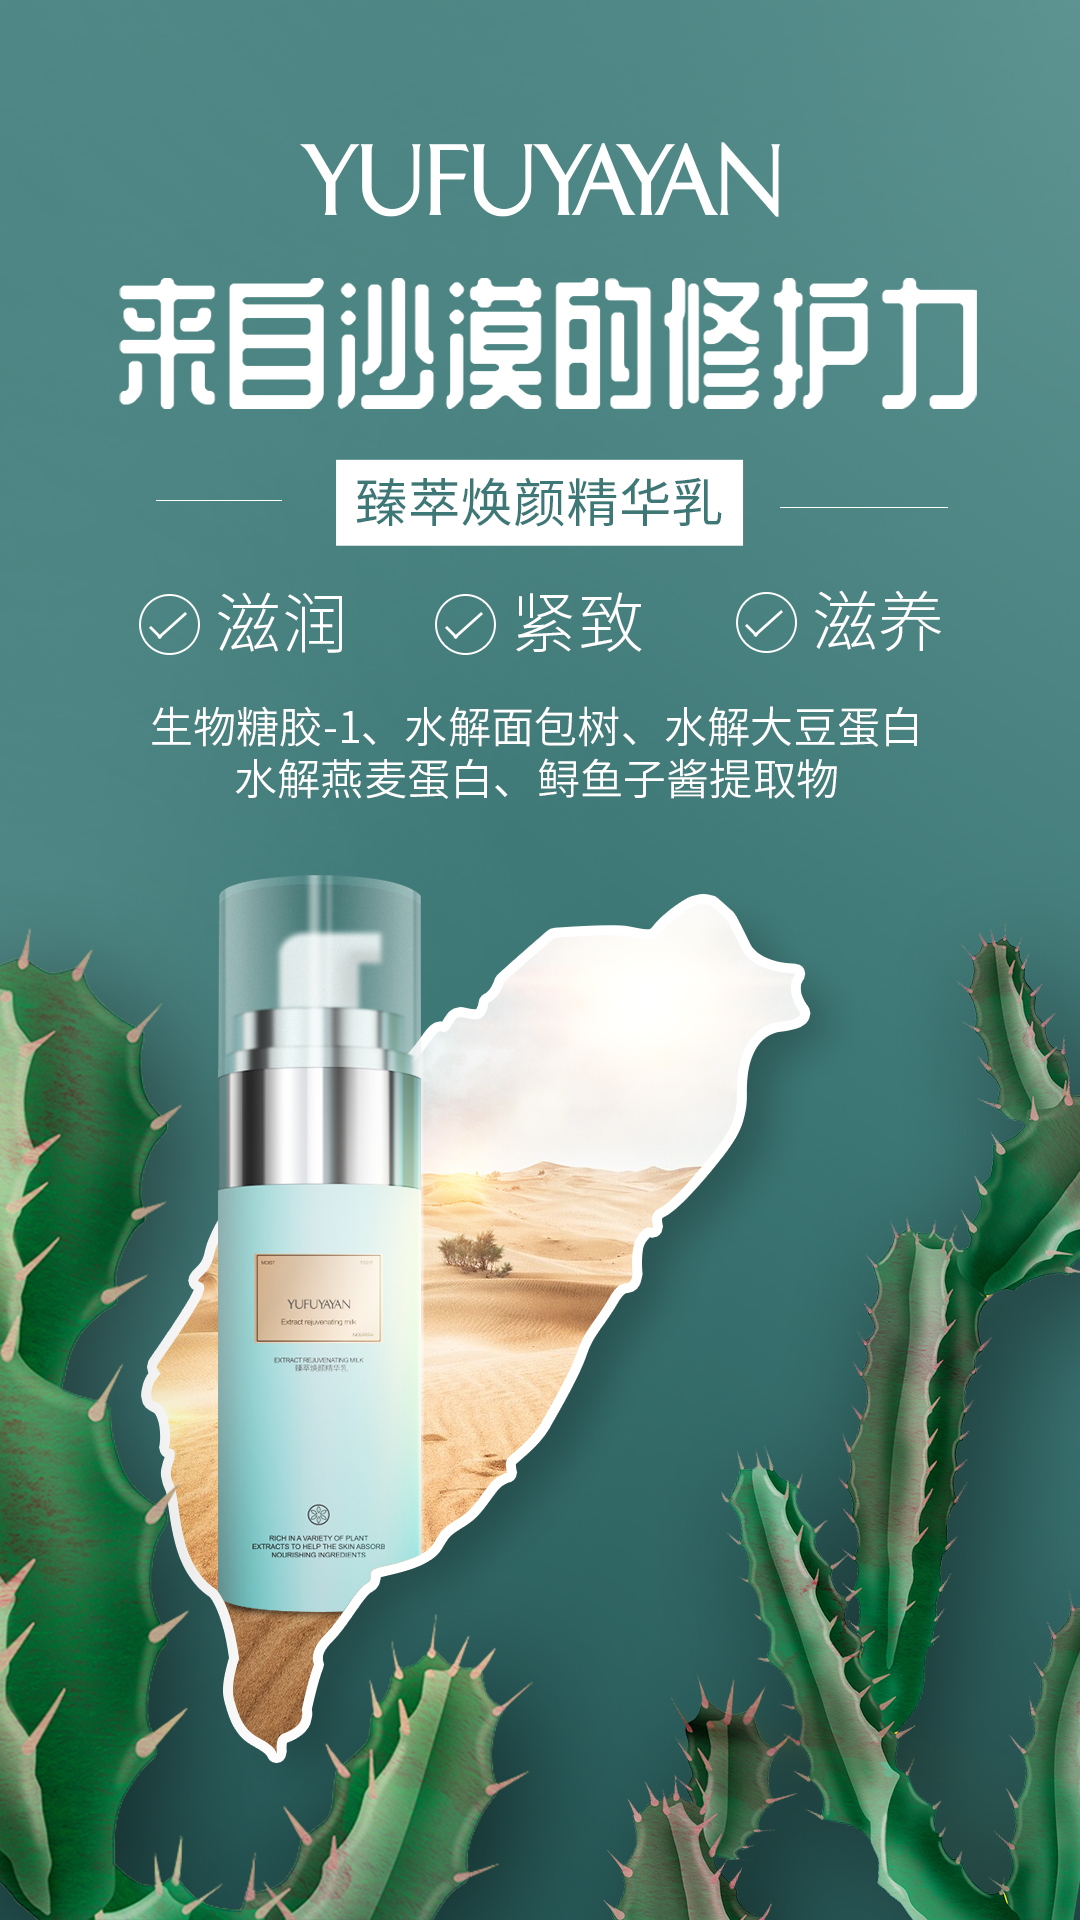 YUFUYAYAN
来自沙漠的修护力
臻萃焕颜精华乳
滋润 紧致 滋养
生物糖胶-1、水解面包树、水解大豆蛋白
水解燕麦蛋白、鲟鱼子酱提取物
MOIST TIGHT
YUFUYAYAN
Extract rejuvenating milk
NOURISH
EXTRACT REJUVENATING MILK
臻萃焕颜精华乳
RICH IN A VARIETY OF PLANT
EXTRACTS TO HELP THE SKIN ABSORB
NOURISHING INGREDIENTS